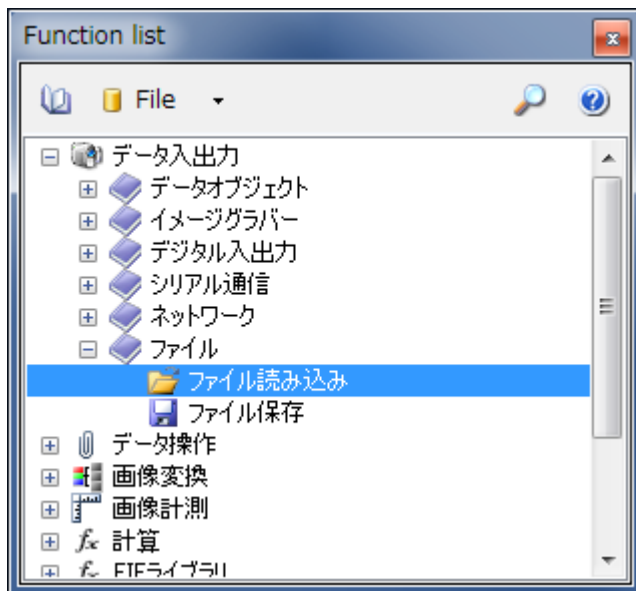 Function list
File
データ入出力
データオブジェクト
イメージグラバー
デジタル入出力
シリアル通信
ネットワーク
ファイル
ファイル読み込み
ファイル保存
データ操作
画像変換
画像計測
fx 計算